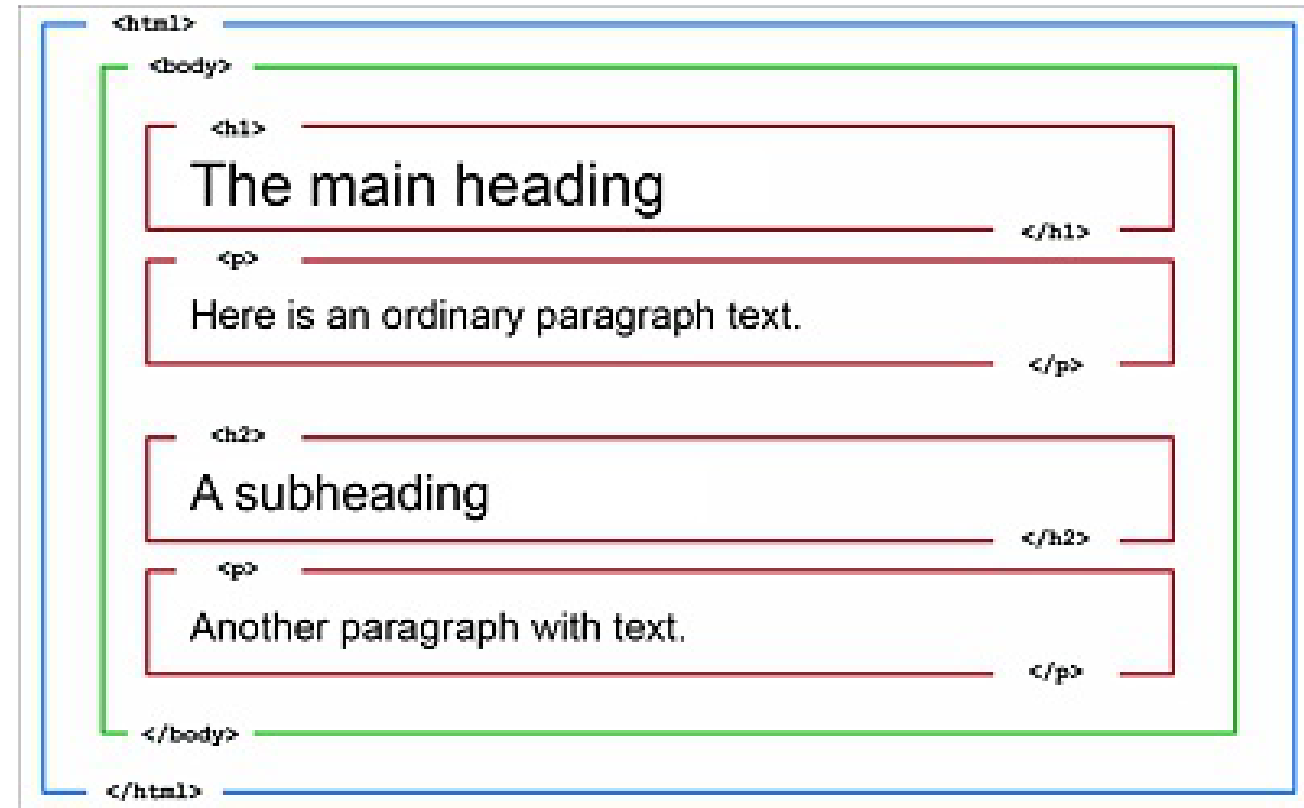 <html>
<body>
<h1>
The main heading
</h1>
<p>
Here is an ordinary paragraph text.
</p>
<h2>
A subheading
</h2>
<p>
Another paragraph with text.
</p>
</body>
</html>